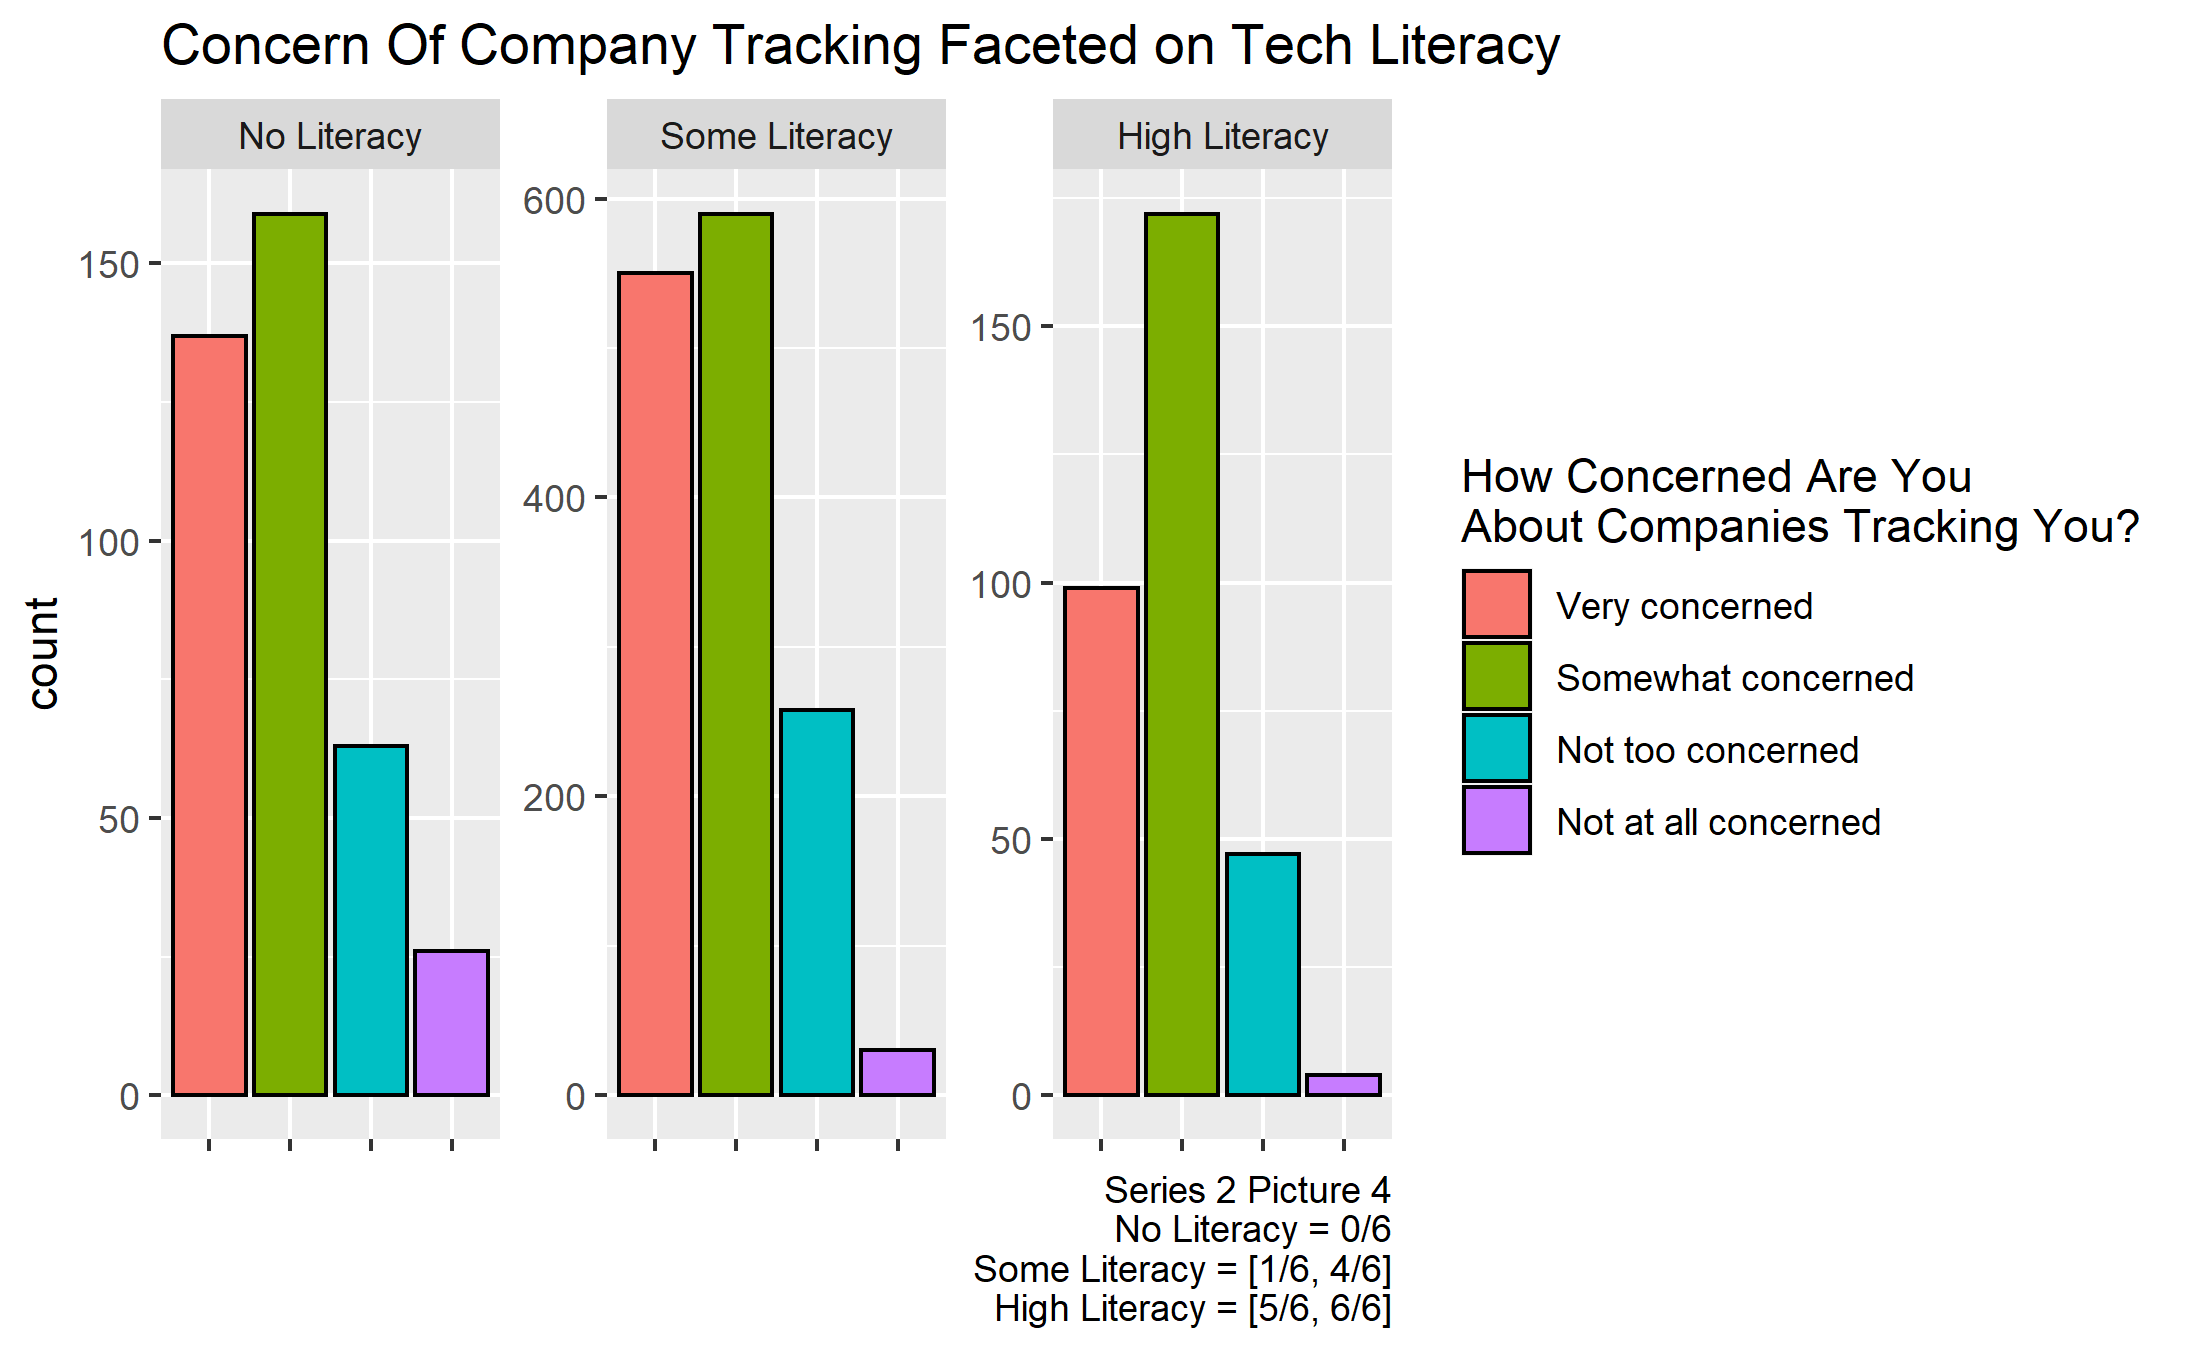 Concern Of Company Tracking Faceted on Tech Literacy
No Literacy
Some Literacy
High Literacy
count
150
100
50
0
600
400
200
0
150
100
50
0
How Concerned Are You
About Companies Tracking You?
Very concerned
Somewhat concerned
Not too concerned
Not at all concerned
Series 2 Picture 4
No Literacy = 0/6
Some Literacy = [1/6, 4/6]
High Literacy = [5/6, 6/6]